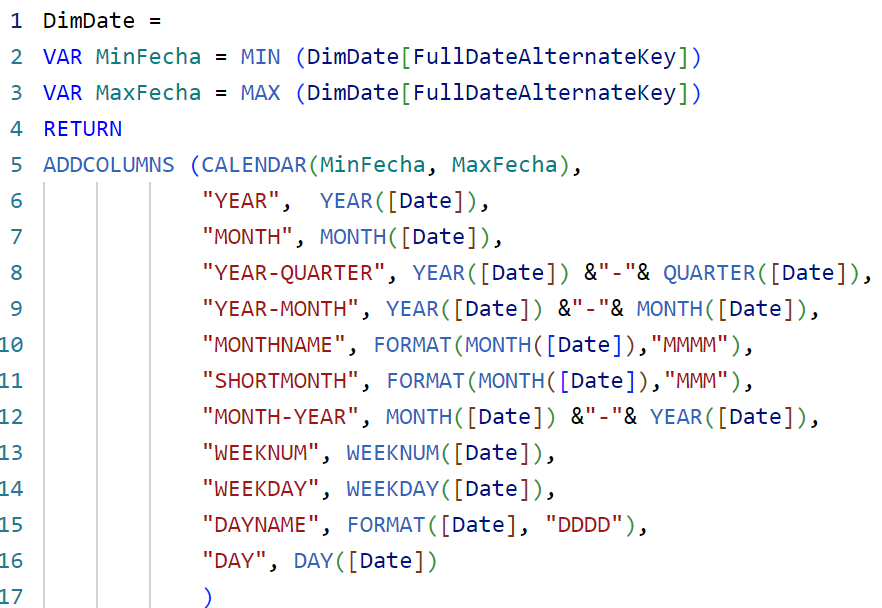 1 DimDate =
2 VAR MinFecha = MIN (DimDate[FullDateAlternateKey])
3 VAR MaxFecha = MAX (DimDate[FullDateAlternateKey])
4 RETURN
5 ADDCOLUMNS (CALENDAR(MinFecha, MaxFecha),
6 "YEAR",  YEAR([Date]),
7 "MONTH", MONTH([Date]),
8 "YEAR-QUARTER", YEAR([Date]) &"-"& QUARTER([Date]),
9 "YEAR-MONTH", YEAR([Date]) &"-"& MONTH([Date]),
10 "MONTHNAME", FORMAT(MONTH([Date]),"MMMM"),
11 "SHORTMONTH", FORMAT(MONTH([Date]),"MMM"),
12 "MONTH-YEAR", MONTH([Date]) &"-"& YEAR([Date]),
13 "WEEKNUM", WEEKNUM([Date]),
14 "WEEKDAY", WEEKDAY([Date]),
15 "DAYNAME", FORMAT([Date], "DDDD"),
16 "DAY", DAY([Date])
17 )